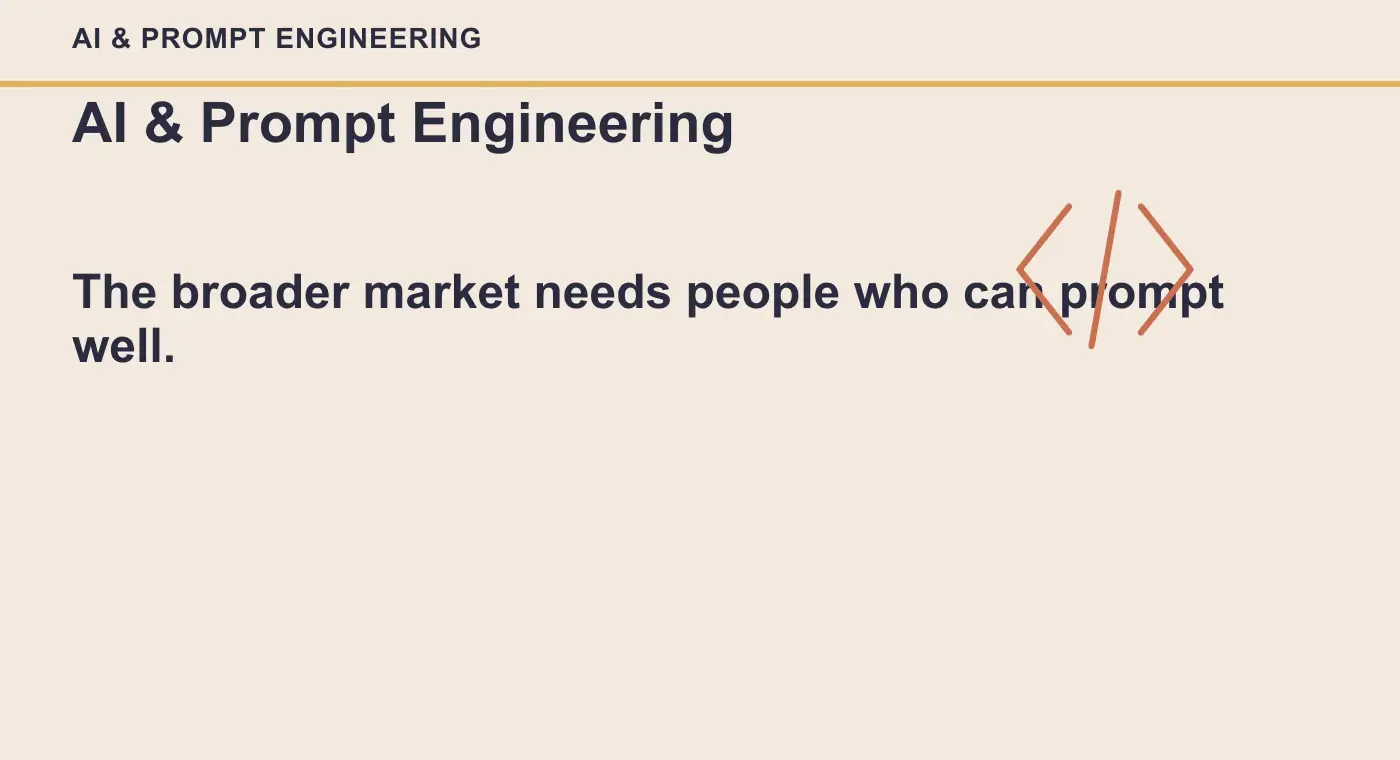 AI & PROMPT ENGINEERING
AI & Prompt Engineering
The broader market needs people who can prompt
well.